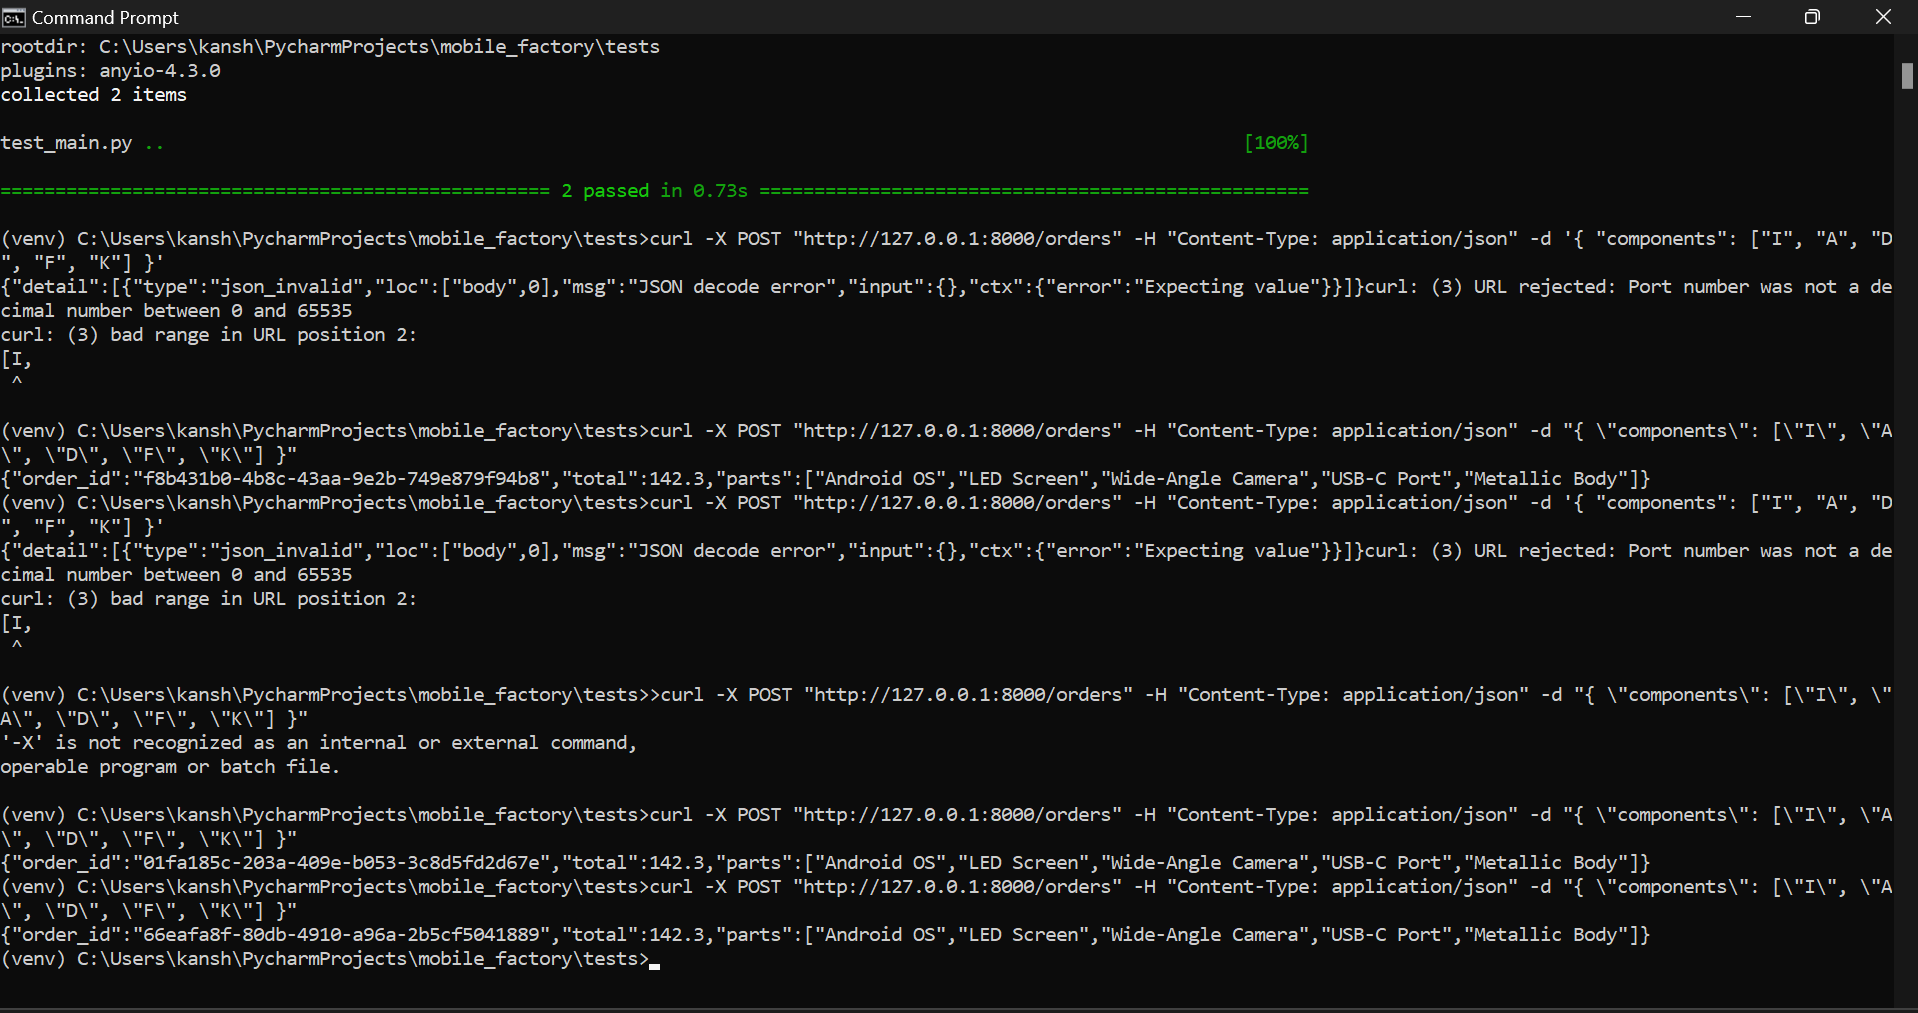 Command Prompt
rootdir: C:\Users\kansh\PycharmProjects\mobile_factory\tests
plugins: anyio-4.3.0
collected 2 items
test_main.py .. [100%]
================================================== 2 passed in 0.73s ==================================================
(venv) C:\Users\kansh\PycharmProjects\mobile_factory\tests>curl -X POST "http://127.0.0.1:8000/orders" -H "Content-Type: application/json" -d '{ "components": ["I", "A", "D
", "F", "K"] }'
{"detail":[{"type":"json_invalid","loc":["body",0],"msg":"JSON decode error","input":{},"ctx":{"error":"Expecting value"}}]}curl: (3) URL rejected: Port number was not a de
cimal number between 0 and 65535
curl: (3) bad range in URL position 2:
[I,
 ^
(venv) C:\Users\kansh\PycharmProjects\mobile_factory\tests>curl -X POST "http://127.0.0.1:8000/orders" -H "Content-Type: application/json" -d "{ \"components\": [\"I\", \"A
\", \"D\", \"F\", \"K\"] }"
{"order_id":"f8b431b0-4b8c-43aa-9e2b-749e879f94b8","total":142.3,"parts":["Android OS","LED Screen","Wide-Angle Camera","USB-C Port","Metallic Body"]}
(venv) C:\Users\kansh\PycharmProjects\mobile_factory\tests>curl -X POST "http://127.0.0.1:8000/orders" -H "Content-Type: application/json" -d '{ "components": ["I", "A", "D
", "F", "K"] }'
{"detail":[{"type":"json_invalid","loc":["body",0],"msg":"JSON decode error","input":{},"ctx":{"error":"Expecting value"}}]}curl: (3) URL rejected: Port number was not a de
cimal number between 0 and 65535
curl: (3) bad range in URL position 2:
[I,
 ^
(venv) C:\Users\kansh\PycharmProjects\mobile_factory\tests>>curl -X POST "http://127.0.0.1:8000/orders" -H "Content-Type: application/json" -d "{ \"components\": [\"I\", \"
A\", \"D\", \"F\", \"K\"] }"
'-X' is not recognized as an internal or external command,
operable program or batch file.
(venv) C:\Users\kansh\PycharmProjects\mobile_factory\tests>curl -X POST "http://127.0.0.1:8000/orders" -H "Content-Type: application/json" -d "{ \"components\": [\"I\", \"A
\", \"D\", \"F\", \"K\"] }"
{"order_id":"01fa185c-203a-409e-b053-3c8d5fd2d67e","total":142.3,"parts":["Android OS","LED Screen","Wide-Angle Camera","USB-C Port","Metallic Body"]}
(venv) C:\Users\kansh\PycharmProjects\mobile_factory\tests>curl -X POST "http://127.0.0.1:8000/orders" -H "Content-Type: application/json" -d "{ \"components\": [\"I\", \"A
\", \"D\", \"F\", \"K\"] }"
{"order_id":"66eafa8f-80db-4910-a96a-2b5cf5041889","total":142.3,"parts":["Android OS","LED Screen","Wide-Angle Camera","USB-C Port","Metallic Body"]}
(venv) C:\Users\kansh\PycharmProjects\mobile_factory\tests>